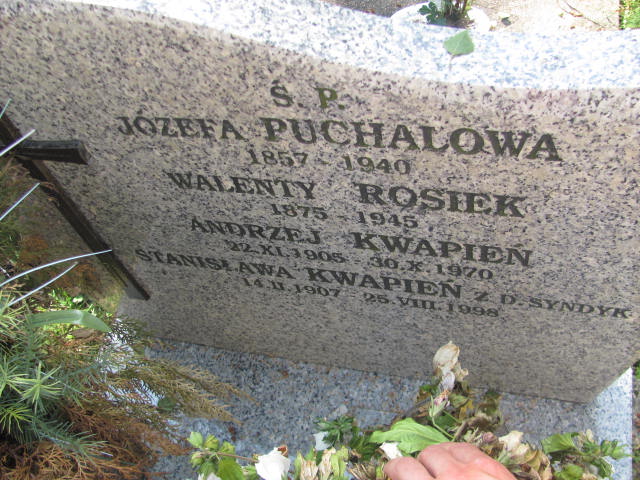 Ś. P.
JÓZEFA PUCHAŁOWA
1857 - 1940
WALENTY ROSIEK
1875 - 1945
ANDRZEJ KWAPIEŃ
22.XI.1905 - 30.X.1970
STANISŁAWA KWAPIEŃ Z D. SYNDYK
14.II.1907 - 25.VIII.1998